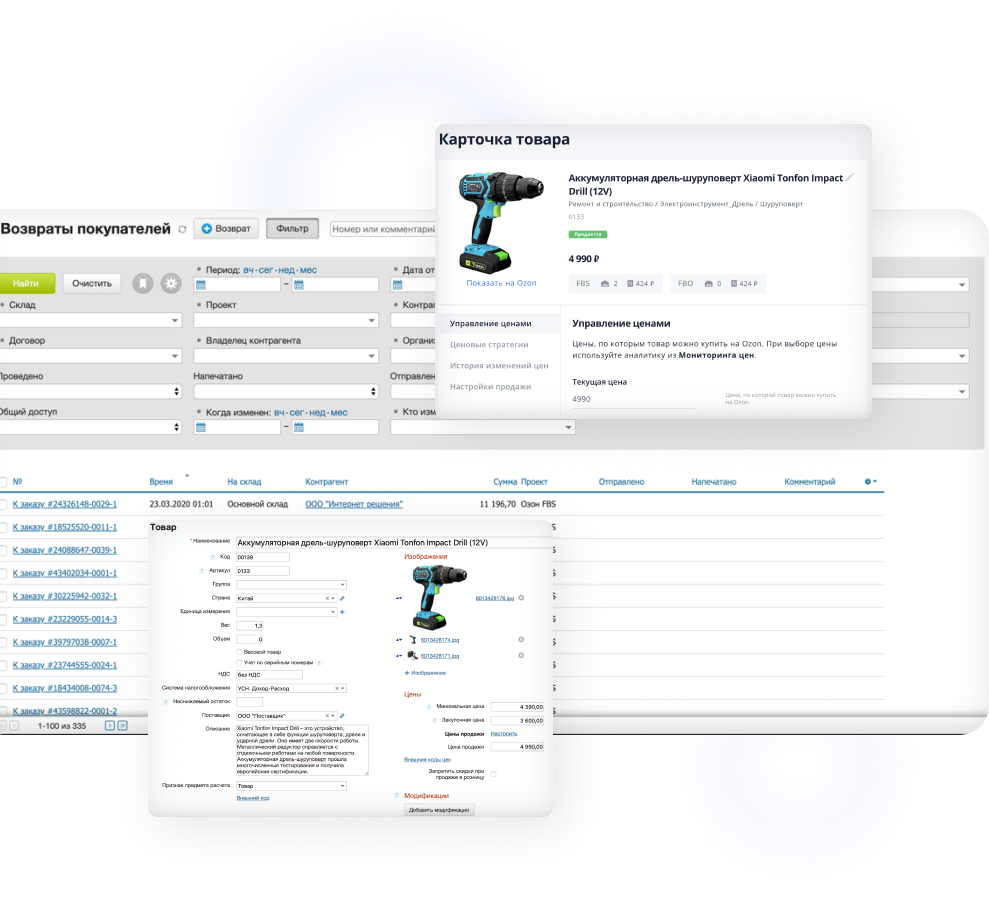 Карточка товара
Аккумуляторная дрель-шуруповерт Xiaomi Tonfon Impact
Drill (12V)
Ремонт и строительство / Электроинструмент_Дрель / Шуруповерт
0133
Продается
4 990 ₽
FBS 2 424 ₽ FBO 0 424 ₽
Показать на Ozon
Управление ценами
Ценовые стратегии
История изменений цен
Настройки продажи
Управление ценами
Цены, по которым товар можно купить на Ozon. При выборе цены
используйте аналитику из Мониторинга цен.
Текущая цена
4990
Цена, по которой товар можно купить
на Ozon.
Возвраты покупателей
Возврат
Фильтр
Номер или комментарий
Найти
Очистить
Период: вч·сег·нед·мес
Дата от
Склад
Проект
Контраг
Договор
Владелец контрагента
Органи
Проведено
Напечатано
Отправлен
Общий доступ
Когда изменен: вч·сег·нед·мес
Кто изм
№ Время На склад Контрагент Сумма Проект Отправлено Напечатано Комментарий
К заказу #24326148-0029-1 23.03.2020 01:01 Основной склад ООО "Интернет решения" 11 196,70 Озон FBS
К заказу #18525520-0011-1
К заказу #24088647-0039-1
К заказу #43402034-0001-1
К заказу #30225942-0032-1
К заказу #23229055-0014-3
К заказу #39797038-0007-1
К заказу #23744555-0024-1
К заказу #18434008-0074-3
К заказу #43598822-0001-2
1-100 из 335
Товар
* Наименование Аккумуляторная дрель-шуруповерт Xiaomi Tonfon Impact Drill (12V)
Код 00136
Артикул 0133
Группа
Страна Китай
Единица измерения
Вес 1,3
Объем 0
Весовой товар
Учет по серийным номерам
НДС без НДС
Система налогообложения УСН. Доход-Расход
Неснижаемый остаток
Поставщик ООО "Поставщик"
Описание
Xiaomi Tonfon Impact Drill – это устройство,
сочетающее в себе функции шуруповерта, дрели и
ударной дрели. Оно имеет две скорости работы.
Металлический редуктор справляется с
отделочными работами на любой поверхности.
Аккумуляторная дрель-шуруповерт прошла
многочисленные тестирования и получила
европейские сертификации.
Признак предмета расчета Товар
Внешний код
Изображения
6013428176.jpg
6013428174.jpg
6013428171.jpg
Изображение
Цены
Минимальная цена 4 390,00
Закупочная цена 3 600,00
Цены продажи Настроить
Цена продажи 4 990,00
Внешние коды цен
Запретить скидки при
продаже в розницу
Модификации
Добавить модификации